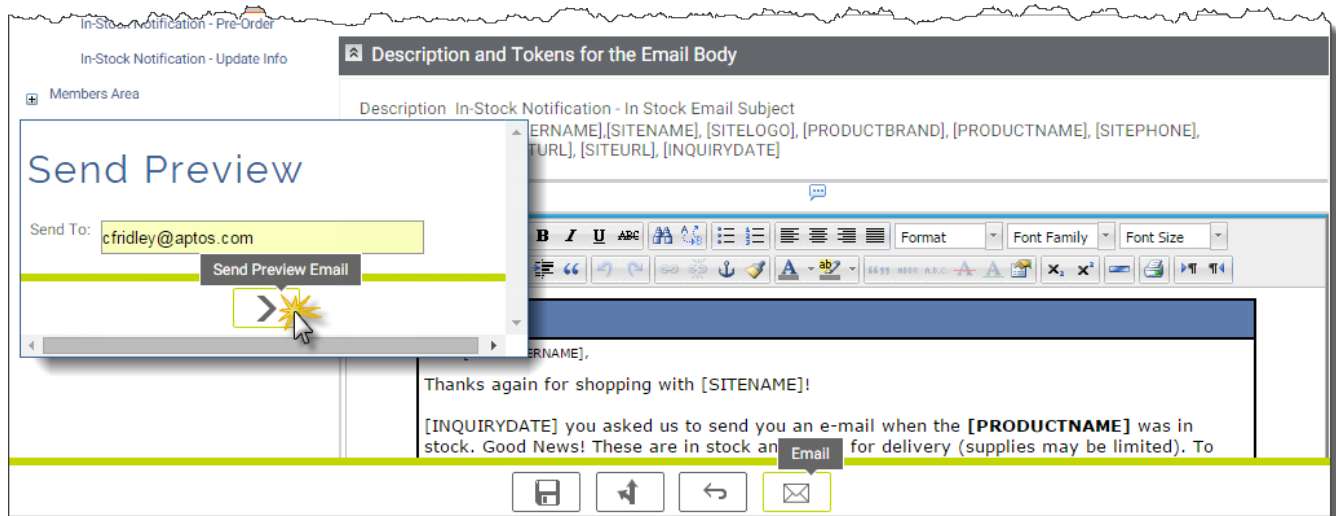 In-Stock Notification - Pre-Order
In-Stock Notification - Update Info
Members Area
Description and Tokens for the Email Body
Description In-Stock Notification - In Stock Email Subject
ERNAME],[SITENAME], [SITELOGO], [PRODUCTBRAND], [PRODUCTNAME], [SITEPHONE],
TURL], [SITEURL], [INQUIRYDATE]
Send Preview
Send To: cfridley@aptos.com
Send Preview Email
B I U ABC Format Font Family Font Size
A ab A A x₂ x²
ERNAME],
Thanks again for shopping with [SITENAME]!
[INQUIRYDATE] you asked us to send you an e-mail when the [PRODUCTNAME] was in
stock. Good News! These are in stock an for delivery (supplies may be limited). To
Email